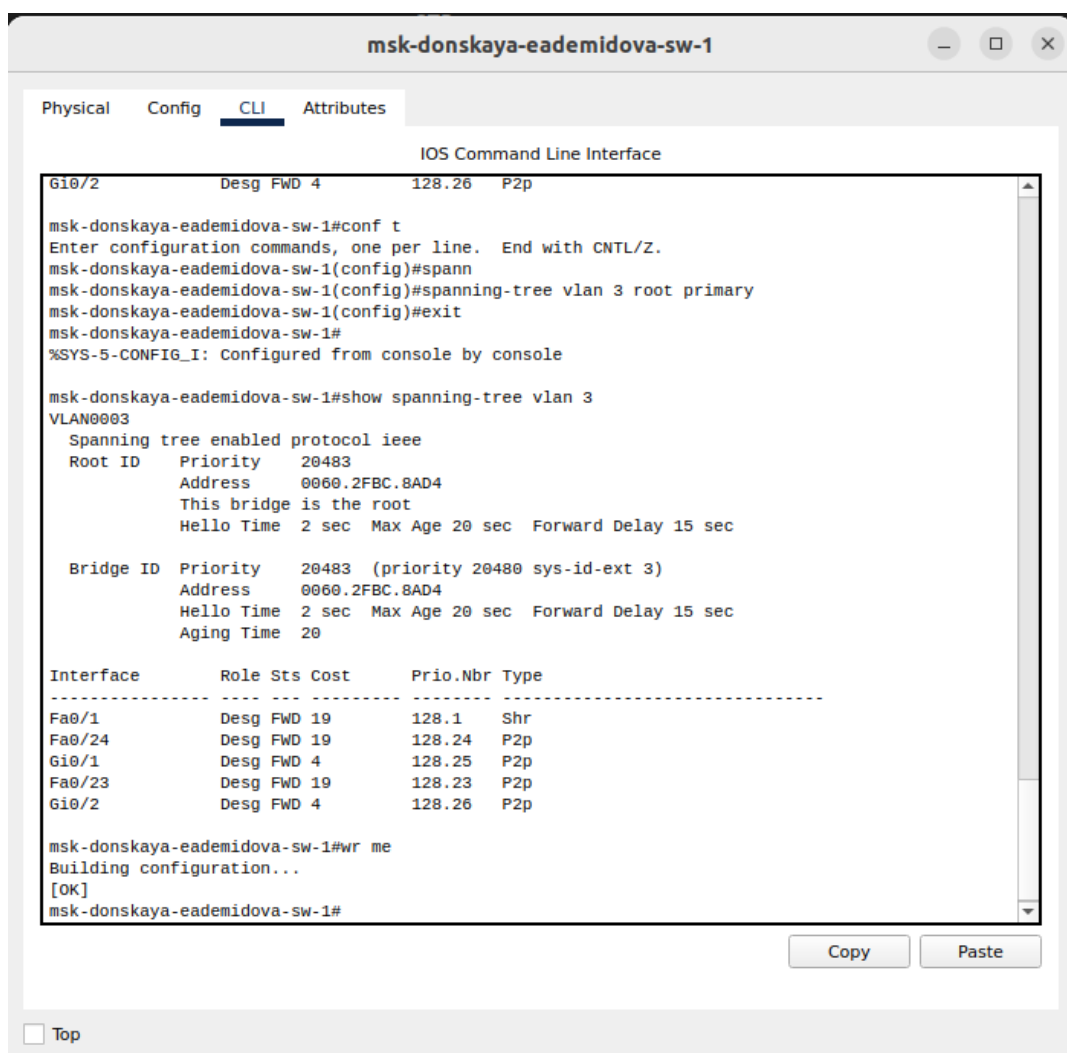 msk-donskaya-eademidova-sw-1
Physical Config CLI Attributes
IOS Command Line Interface
Gi0/2            Desg FWD 4         128.26   P2p
msk-donskaya-eademidova-sw-1#conf t
Enter configuration commands, one per line.  End with CNTL/Z.
msk-donskaya-eademidova-sw-1(config)#spann
msk-donskaya-eademidova-sw-1(config)#spanning-tree vlan 3 root primary
msk-donskaya-eademidova-sw-1(config)#exit
msk-donskaya-eademidova-sw-1#
%SYS-5-CONFIG_I: Configured from console by console
msk-donskaya-eademidova-sw-1#show spanning-tree vlan 3
VLAN0003
  Spanning tree enabled protocol ieee
  Root ID    Priority    20483
             Address     0060.2FBC.8AD4
             This bridge is the root
             Hello Time  2 sec  Max Age 20 sec  Forward Delay 15 sec
  Bridge ID  Priority    20483  (priority 20480 sys-id-ext 3)
             Address     0060.2FBC.8AD4
             Hello Time  2 sec  Max Age 20 sec  Forward Delay 15 sec
             Aging Time  20
Interface        Role Sts Cost      Prio.Nbr Type
---------------- ---- --- --------- -------- --------------------------------
Fa0/1            Desg FWD 19        128.1    Shr
Fa0/24           Desg FWD 19        128.24   P2p
Gi0/1            Desg FWD 4         128.25   P2p
Fa0/23           Desg FWD 19        128.23   P2p
Gi0/2            Desg FWD 4         128.26   P2p
msk-donskaya-eademidova-sw-1#wr me
Building configuration...
[OK]
msk-donskaya-eademidova-sw-1#
Copy Paste
Top